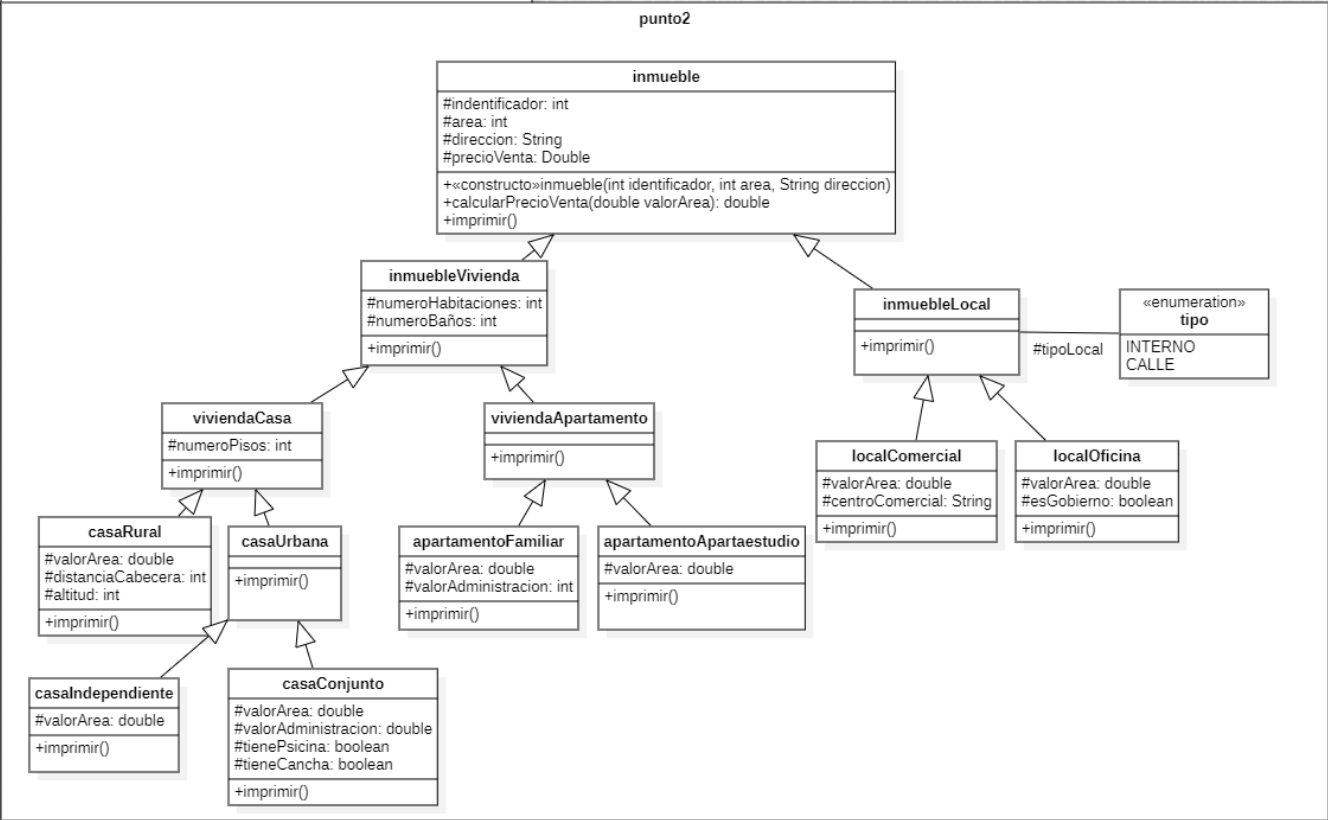 punto2
inmueble
#indentificador: int
#area: int
#direccion: String
#precioVenta: Double
+«constructo»inmueble(int identificador, int area, String direccion)
+calcularPrecioVenta(double valorArea): double
+imprimir()
inmuebleVivienda
#numeroHabitaciones: int
#numeroBaños: int
+imprimir()
inmuebleLocal
+imprimir()
#tipoLocal
«enumeration»
tipo
INTERNO
CALLE
viviendaCasa
#numeroPisos: int
+imprimir()
viviendaApartamento
+imprimir()
localComercial
#valorArea: double
#centroComercial: String
+imprimir()
localOficina
#valorArea: double
#esGobierno: boolean
+imprimir()
casaRural
#valorArea: double
#distanciaCabecera: int
#altitud: int
+imprimir()
casaUrbana
+imprimir()
apartamentoFamiliar
#valorArea: double
#valorAdministracion: int
+imprimir()
apartamentoApartaestudio
#valorArea: double
+imprimir()
casaIndependiente
#valorArea: double
+imprimir()
casaConjunto
#valorArea: double
#valorAdministracion: double
#tienePsicina: boolean
#tieneCancha: boolean
+imprimir()